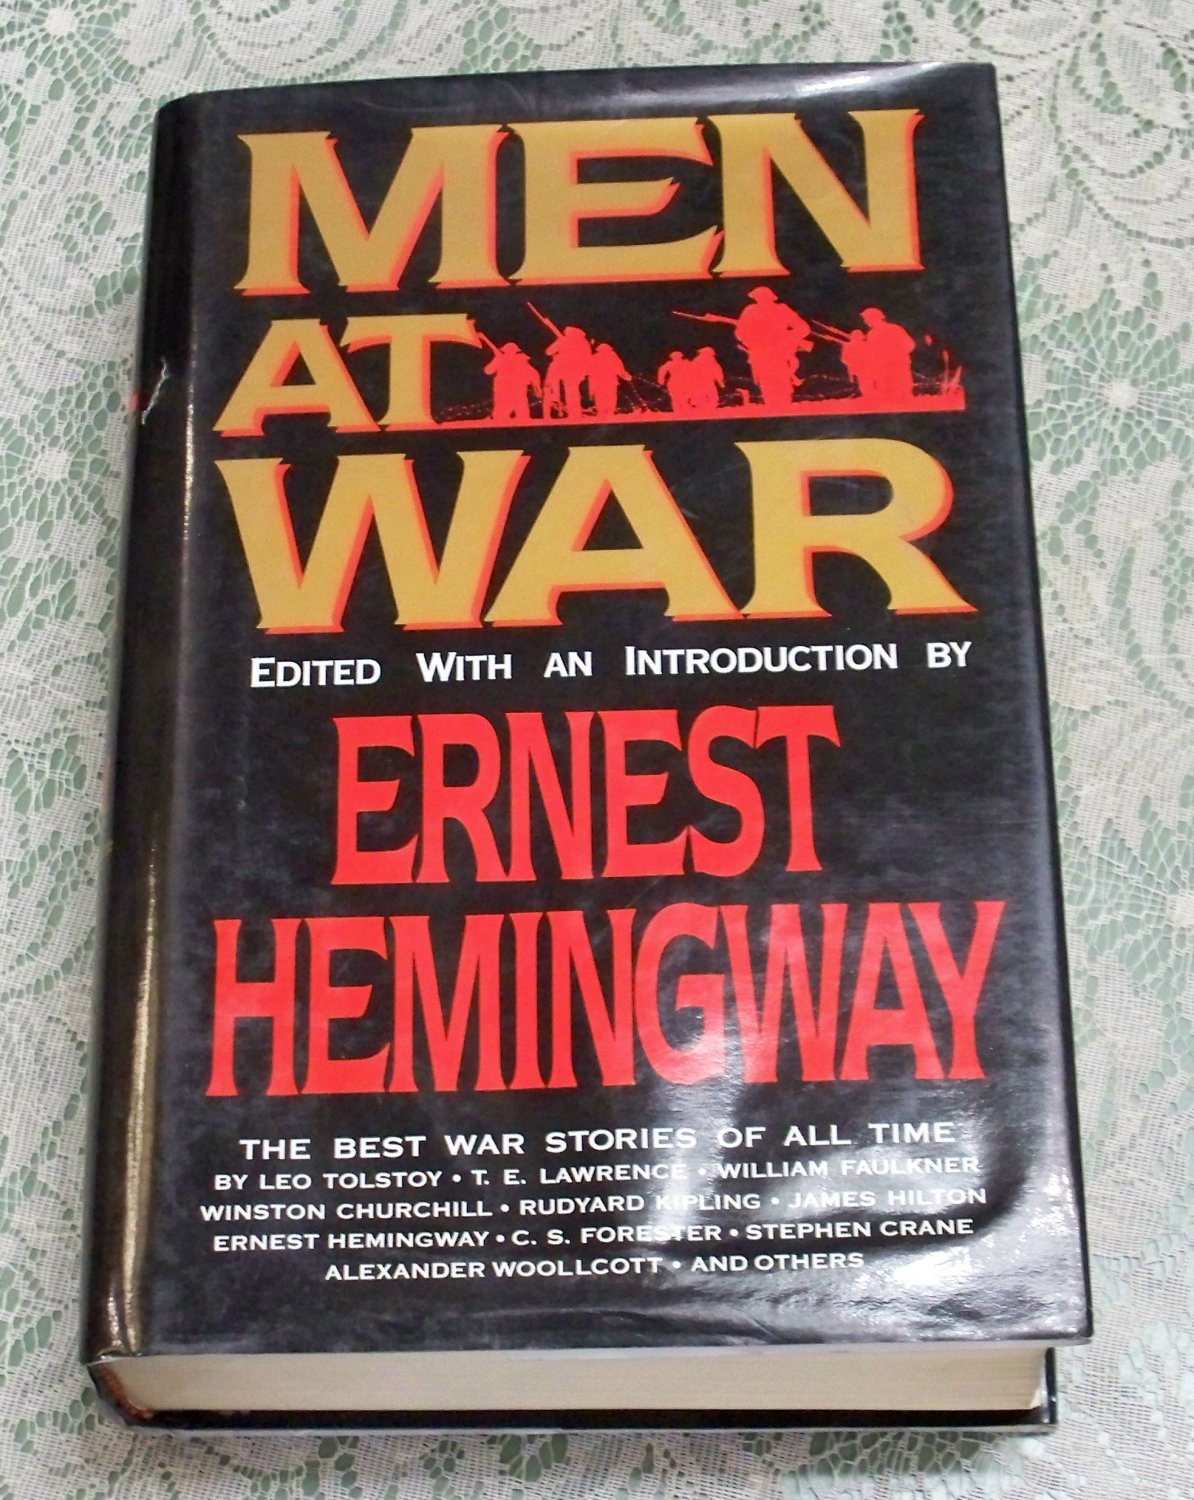 MEN
AT
WAR
EDITED WITH AN INTRODUCTION BY
ERNEST
HEMINGWAY
THE BEST WAR STORIES OF ALL TIME
BY LEO TOLSTOY • T. E. LAWRENCE • WILLIAM FAULKNER
WINSTON CHURCHILL • RUDYARD KIPLING • JAMES HILTON
ERNEST HEMINGWAY • C. S. FORESTER • STEPHEN CRANE
ALEXANDER WOOLLCOTT • AND OTHERS